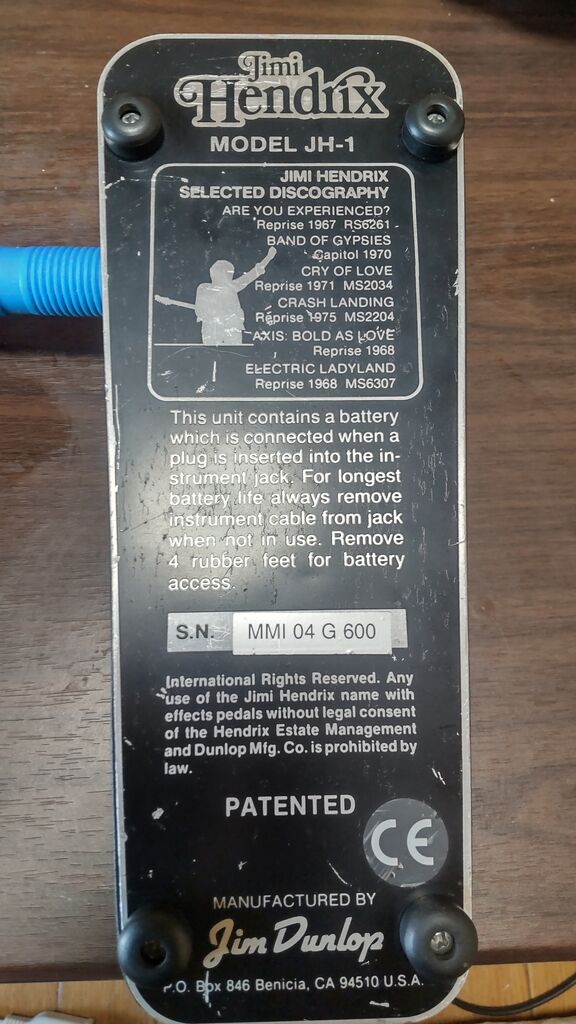 Jimi
Hendrix
MODEL JH-1
JIMI HENDRIX
SELECTED DISCOGRAPHY
ARE YOU EXPERIENCED?
Reprise 1967 RS6261
BAND OF GYPSIES
Capitol 1970
CRY OF LOVE
Reprise 1971 MS2034
CRASH LANDING
Reprise 1975 MS2204
AXIS: BOLD AS LOVE
Reprise 1968
ELECTRIC LADYLAND
Reprise 1968 MS6307
This unit contains a battery
which is connected when a
plug is inserted into the in-
strument jack. For longest
battery life always remove
instrument cable from jack
when not in use. Remove
4 rubber feet for battery
access.
S.N. MMI 04 G 600
International Rights Reserved. Any
use of the Jimi Hendrix name with
effects pedals without legal consent
of the Hendrix Estate Management
and Dunlop Mfg. Co. is prohibited by
law.
PATENTED
CE
MANUFACTURED BY
Jim Dunlop
P.O. Box 846 Benicia, CA 94510 U.S.A.